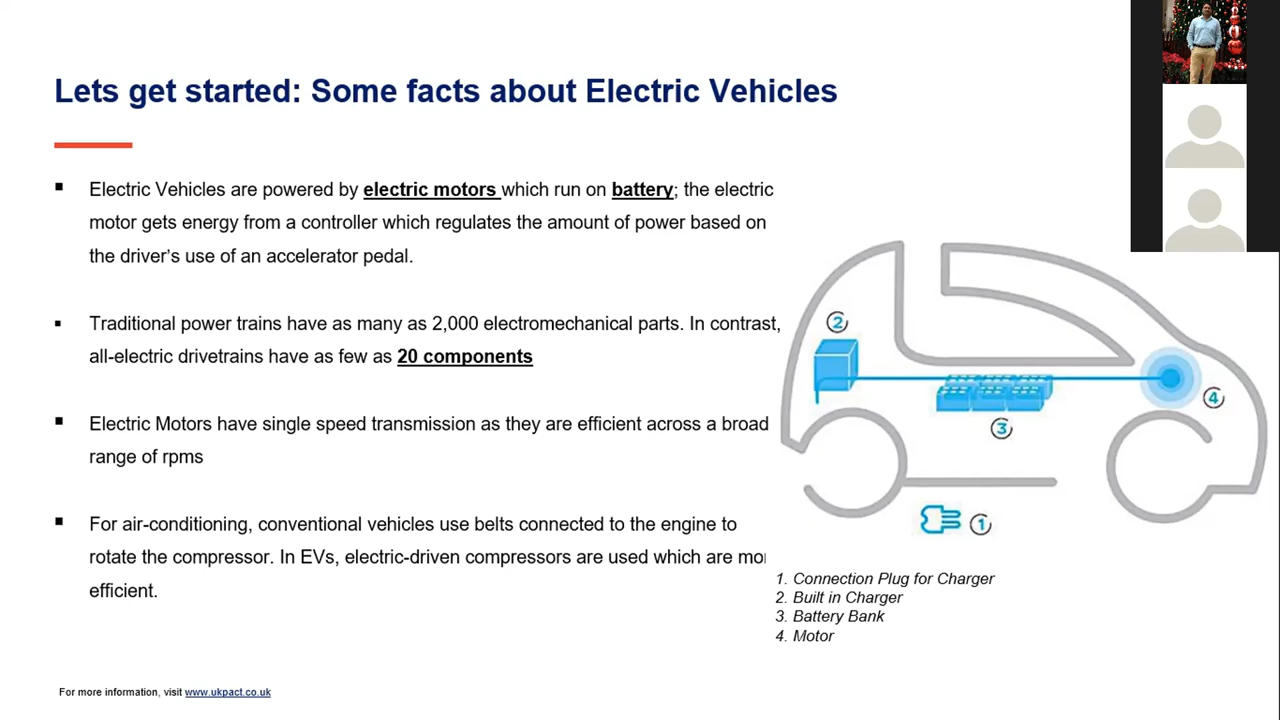 Lets get started: Some facts about Electric Vehicles
▪ Electric Vehicles are powered by electric motors which run on battery; the electric
motor gets energy from a controller which regulates the amount of power based on
the driver’s use of an accelerator pedal.
▪ Traditional power trains have as many as 2,000 electromechanical parts. In contrast,
all-electric drivetrains have as few as 20 components
▪ Electric Motors have single speed transmission as they are efficient across a broad
range of rpms
▪ For air-conditioning, conventional vehicles use belts connected to the engine to
rotate the compressor. In EVs, electric-driven compressors are used which are
efficient.
2
4
3
1
1. Connection Plug for Charger
2. Built in Charger
3. Battery Bank
4. Motor
For more information, visit www.ukpact.co.uk